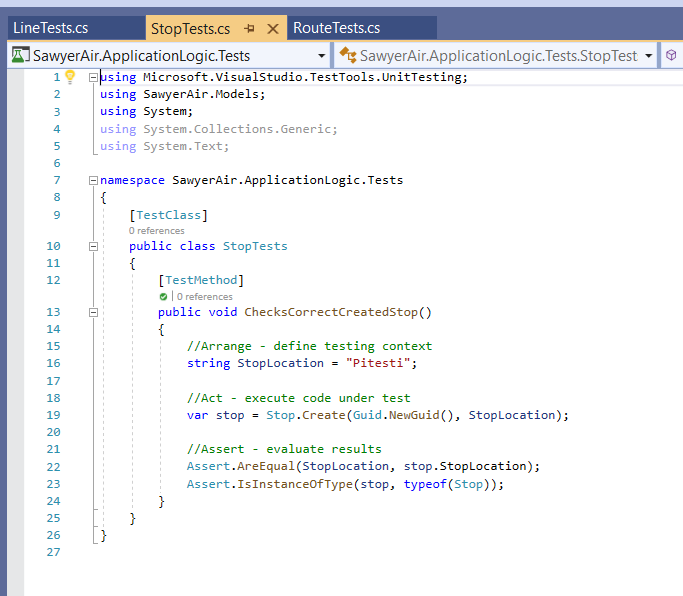 LineTests.cs StopTests.cs RouteTests.cs
SawyerAir.ApplicationLogic.Tests SawyerAir.ApplicationLogic.Tests.StopTest
1 using Microsoft.VisualStudio.TestTools.UnitTesting;
2 using SawyerAir.Models;
3 using System;
4 using System.Collections.Generic;
5 using System.Text;
6
7 namespace SawyerAir.ApplicationLogic.Tests
8 {
9 [TestClass]
0 references
10 public class StopTests
11 {
12 [TestMethod]
0 references
13 public void ChecksCorrectCreatedStop()
14 {
15 //Arrange - define testing context
16 string StopLocation = "Pitesti";
17
18 //Act - execute code under test
19 var stop = Stop.Create(Guid.NewGuid(), StopLocation);
20
21 //Assert - evaluate results
22 Assert.AreEqual(StopLocation, stop.StopLocation);
23 Assert.IsInstanceOfType(stop, typeof(Stop));
24 }
25 }
26 }
27